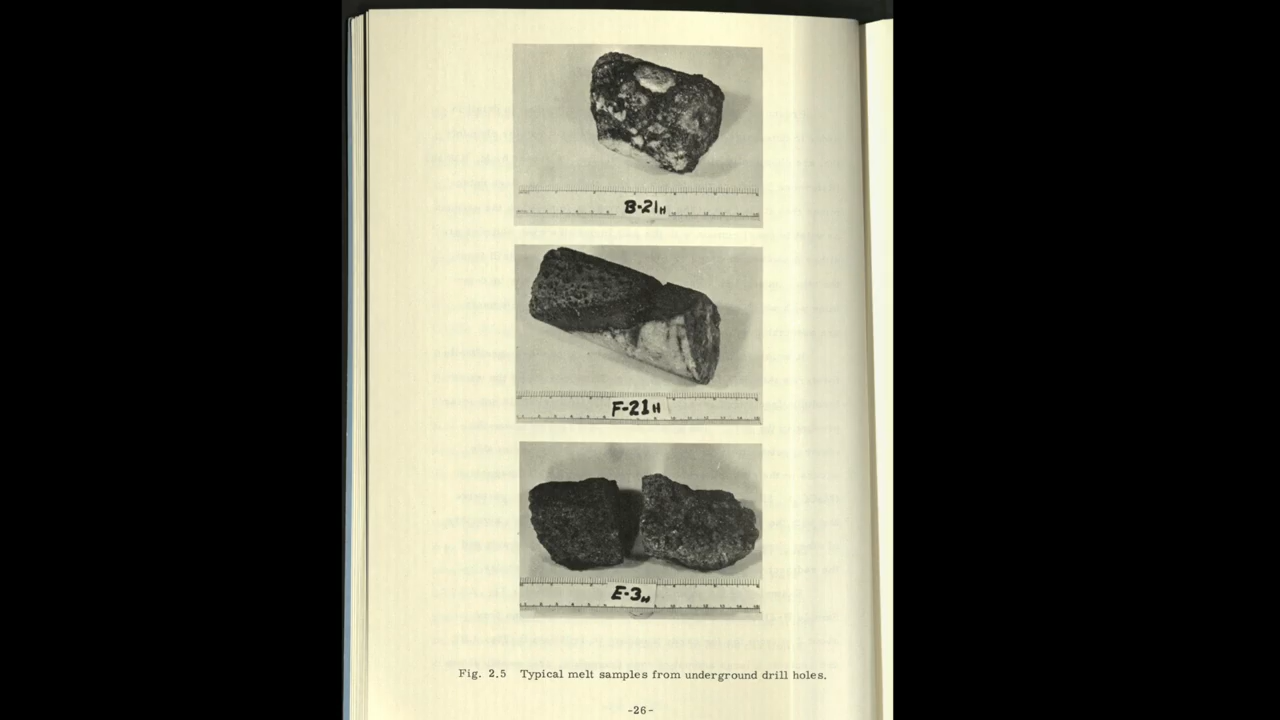 B-21H
F-21H
E-3H
Fig. 2.5 Typical melt samples from underground drill holes.
-26-